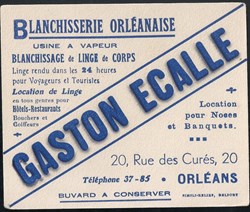 BLANCHISSERIE ORLÉANAISE
USINE A VAPEUR
BLANCHISSAGE de LINGE de CORPS
Linge rendu dans les 24 heures
pour Voyageurs et Touristes
Location de Linge
en tous genres pour
Hôtels-Restaurants
Bouchers et
Coiffeurs
GASTON ECALLE
Location
pour Noces
et Banquets,
20, Rue des Curés, 20
Téléphone 37-85 - ORLÉANS
BUVARD A CONSERVER